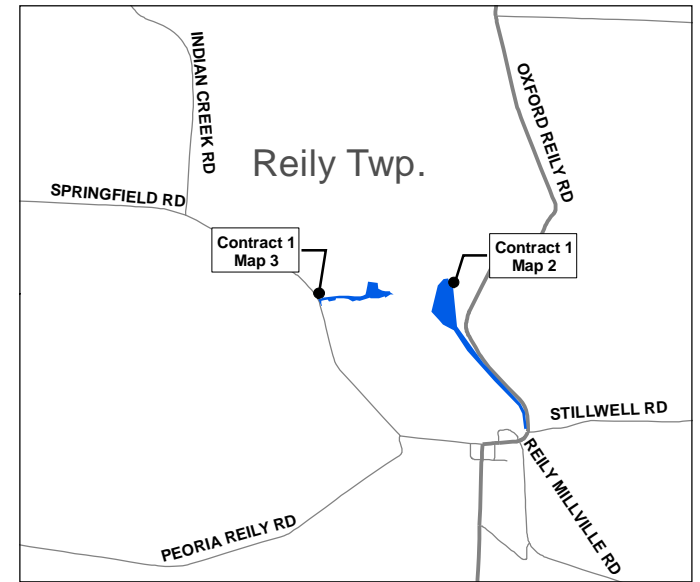 INDIAN CREEK RD
OXFORD REILY RD
Reily Twp.
SPRINGFIELD RD
Contract 1
Map 3
Contract 1
Map 2
STILLWELL RD
REILY MILLVILLE RD
PEORIA REILY RD